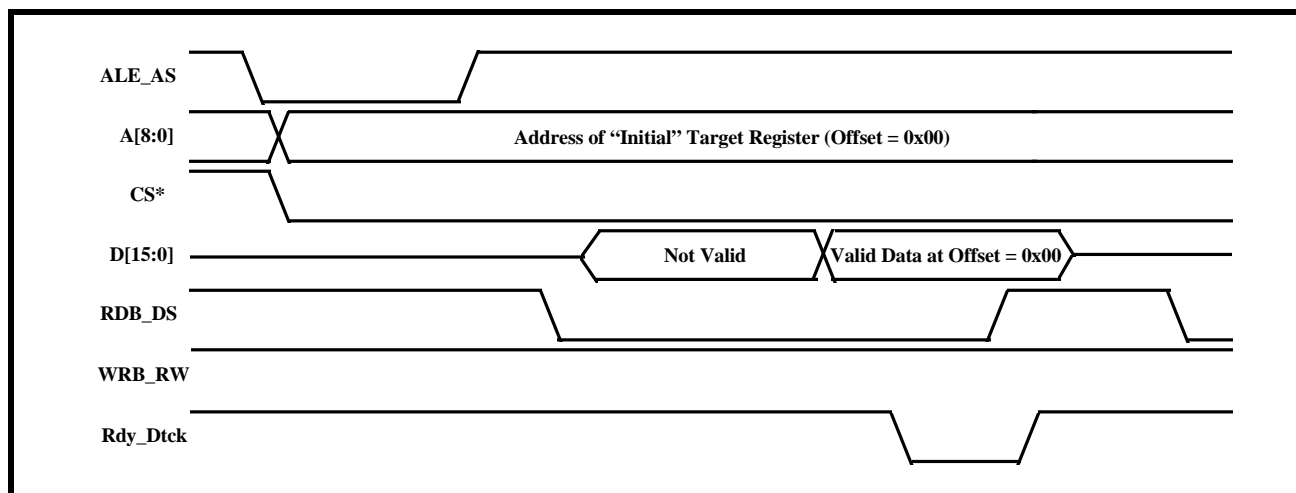 ALE_AS
A[8:0]
Address of “Initial” Target Register (Offset = 0x00)
CS*
D[15:0]
Not Valid
Valid Data at Offset = 0x00
RDB_DS
WRB_RW
Rdy_Dtck